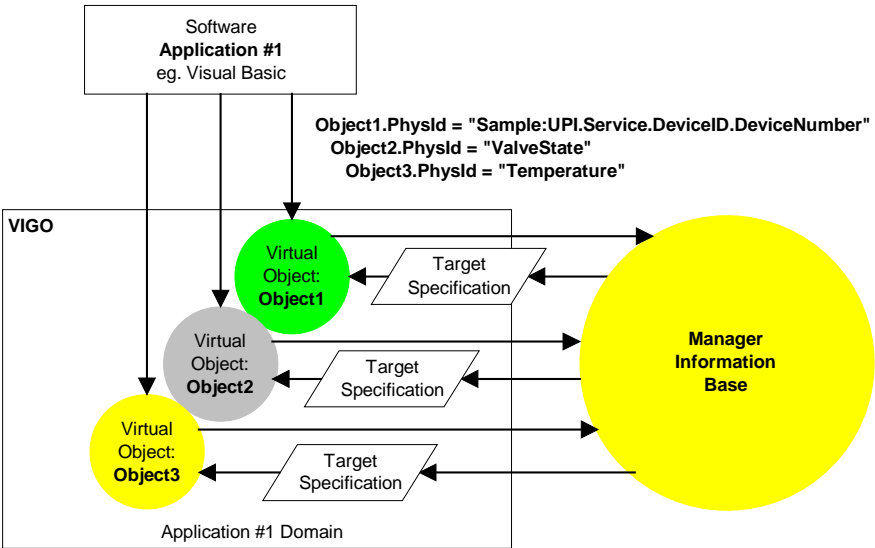 Software
Application #1
eg. Visual Basic
Object1.PhysId = "Sample:UPI.Service.DeviceID.DeviceNumber"
Object2.PhysId = "ValveState"
Object3.PhysId = "Temperature"
VIGO
Virtual
Object:
Object1
Target
Specification
Virtual
Object:
Object2
Target
Specification
Manager
Information
Base
Virtual
Object:
Object3
Target
Specification
Application #1 Domain